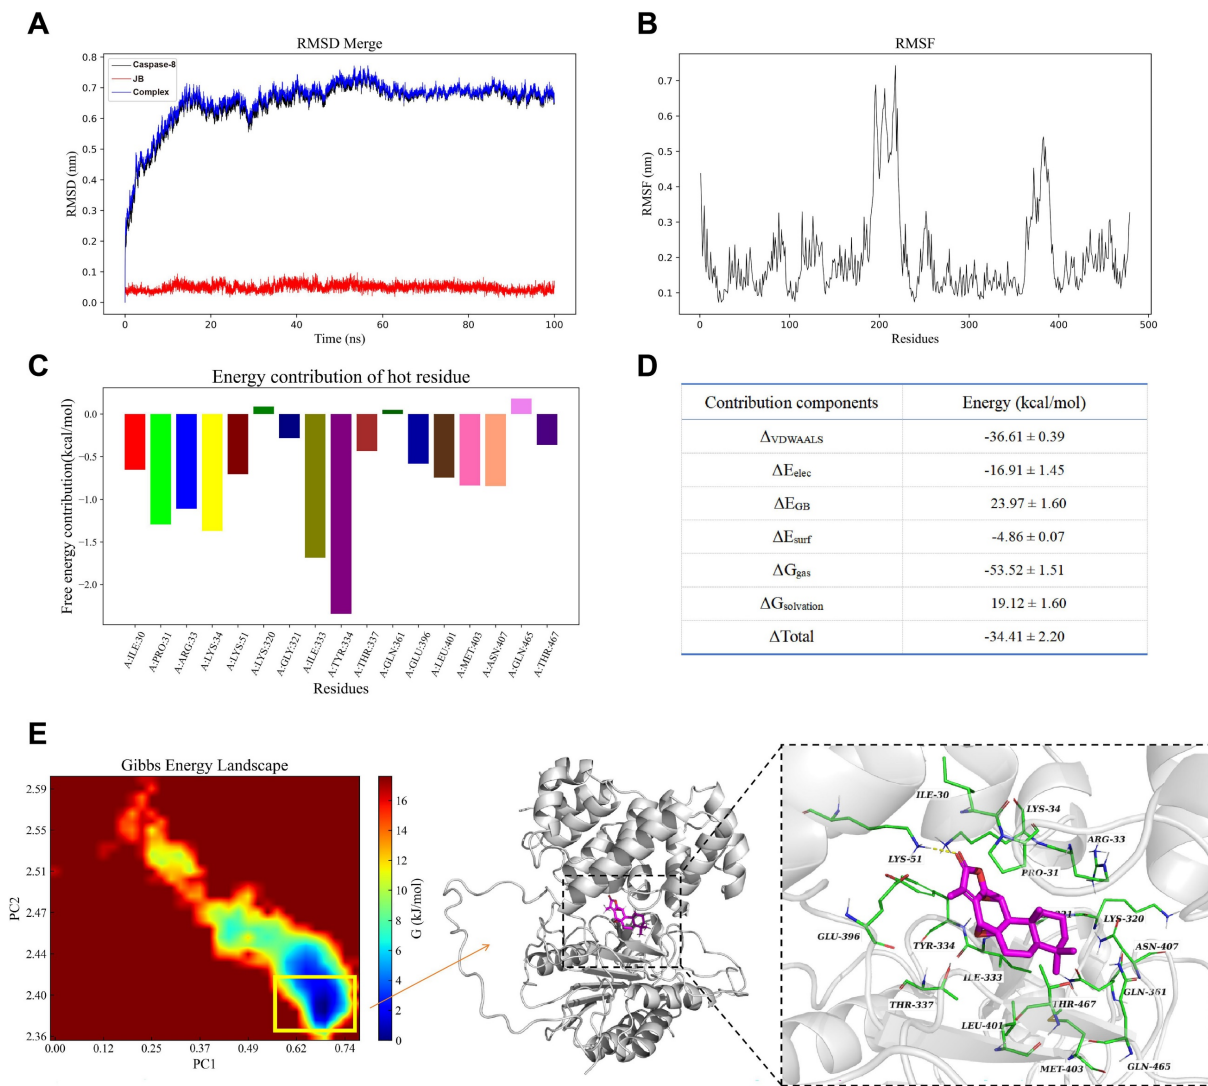 A
RMSD Merge
Caspase-8
JB
Complex
0.8
0.7
0.6
0.5
0.4
0.3
0.2
0.1
0.0
RMSD (nm)
0 20 40 60 80 100
Time (ns)
B
RMSF
0.7
0.6
0.5
0.4
0.3
0.2
0.1
RMSF (nm)
0 100 200 300 400 500
Residues
C
Energy contribution of hot residue
0.0
−0.5
−1.0
−1.5
−2.0
Free energy contribution(kcal/mol)
A:ILE:30
A:PRO:31
A:ARG:33
A:LYS:34
A:LYS:51
A:LYS:320
A:GLY:321
A:ILE:333
A:TYR:334
A:THR:337
A:GLN:361
A:GLU:396
A:LEU:401
A:MET:403
A:ASN:407
A:GLN:465
A:THR:467
Residues
D
Contribution components Energy (kcal/mol)
ΔVDWAALS -36.61 ± 0.39
ΔEelec -16.91 ± 1.45
ΔEGB 23.97 ± 1.60
ΔEsurf -4.86 ± 0.07
ΔGgas -53.52 ± 1.51
ΔGsolvation 19.12 ± 1.60
ΔTotal -34.41 ± 2.20
E
Gibbs Energy Landscape
2.59
2.55
2.51
2.47
2.44
2.40
2.36
PC2
0.00 0.12 0.25 0.37 0.49 0.62 0.74
PC1
16
14
12
10
8
6
4
2
0
G (kJ/mol)
ILE-30
LYS-34
ARG-33
LYS-51
PRO-31
LYS-320
GLU-396
TYR-334
ASN-407
ILE-333
GLN-361
THR-337
THR-467
LEU-401
MET-403
GLN-465